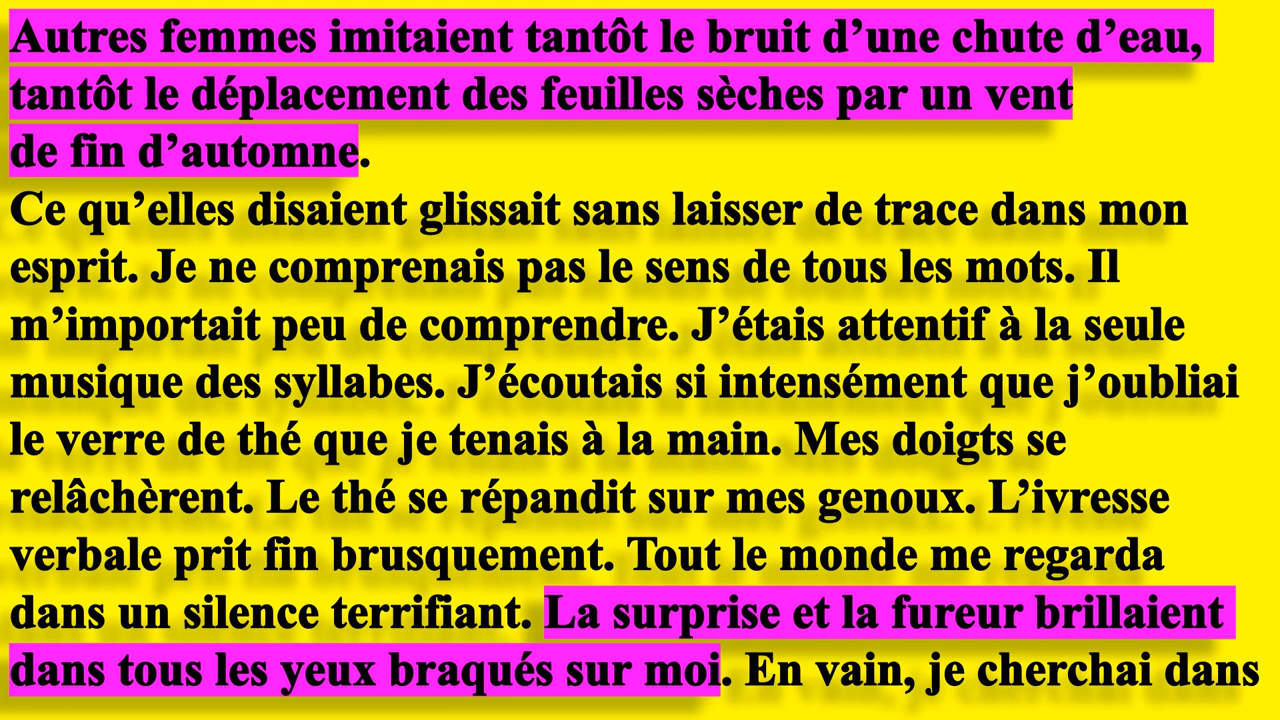 Autres femmes imitaient tantôt le bruit d’une chute d’eau,
tantôt le déplacement des feuilles sèches par un vent
de fin d’automne.
Ce qu’elles disaient glissait sans laisser de trace dans mon
esprit. Je ne comprenais pas le sens de tous les mots. Il
m’importait peu de comprendre. J’étais attentif à la seule
musique des syllabes. J’écoutais si intensément que j’oubliai
le verre de thé que je tenais à la main. Mes doigts se
relâchèrent. Le thé se répandit sur mes genoux. L’ivresse
verbale prit fin brusquement. Tout le monde me regarda
dans un silence terrifiant. La surprise et la fureur brillaient
dans tous les yeux braqués sur moi. En vain, je cherchai dans